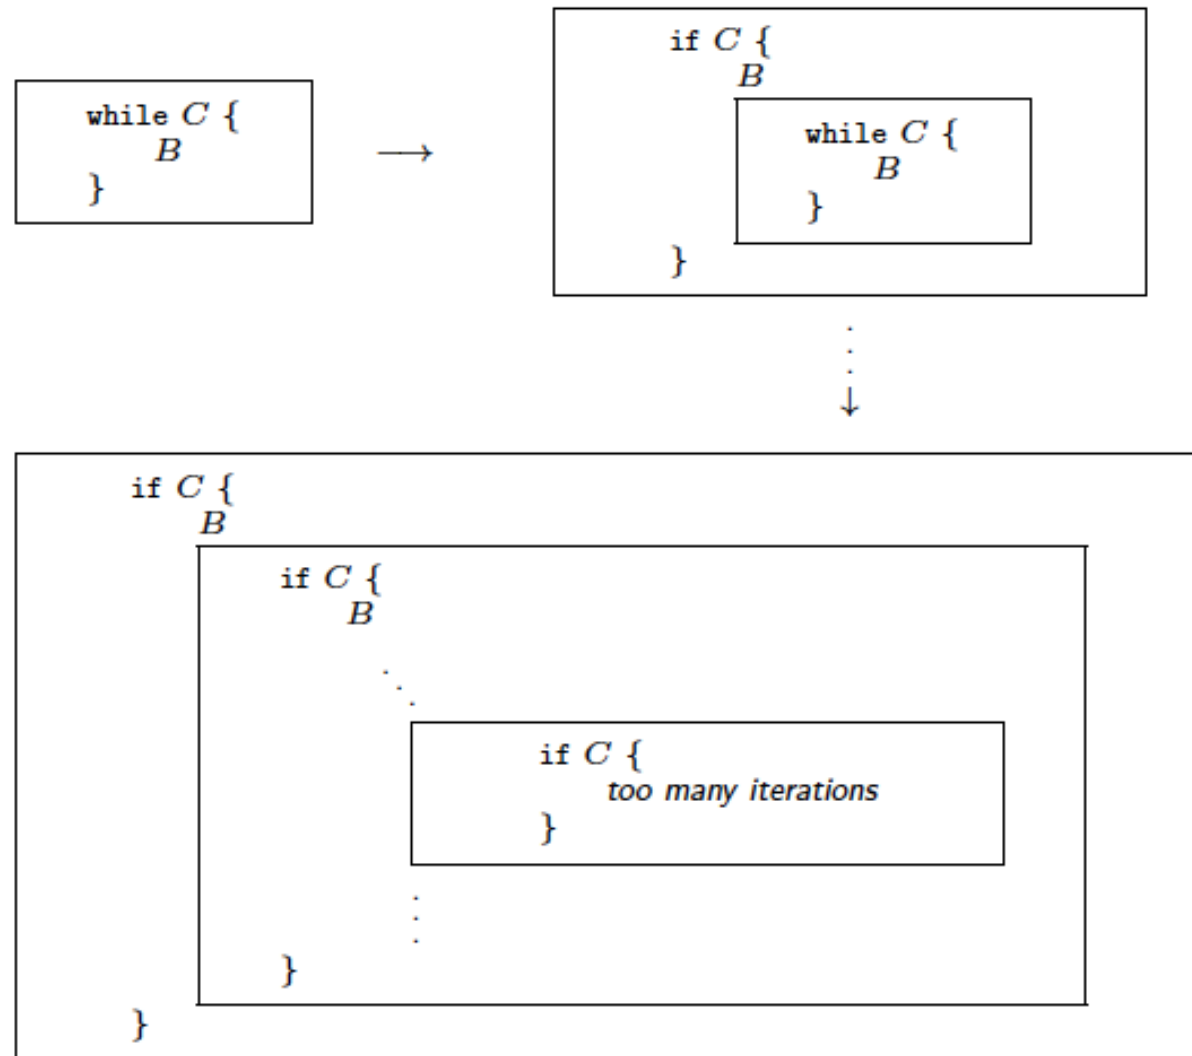 while C {
B
}
⟶
if C {
B
while C {
B
}
}
⋮
↓
if C {
B
if C {
B
⋱
if C {
too many iterations
}
⋮
}
}